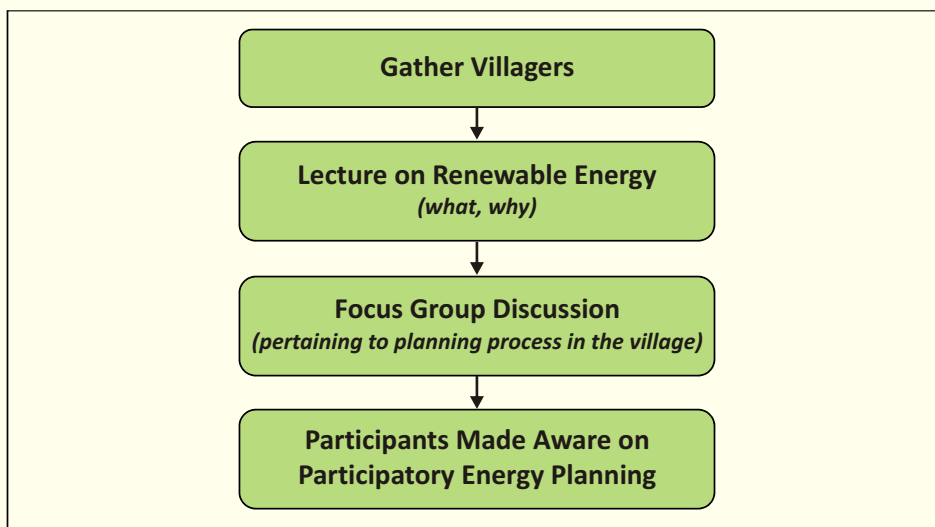 Gather Villagers
Lecture on Renewable Energy
(what, why)
Focus Group Discussion
(pertaining to planning process in the village)
Participants Made Aware on
Participatory Energy Planning